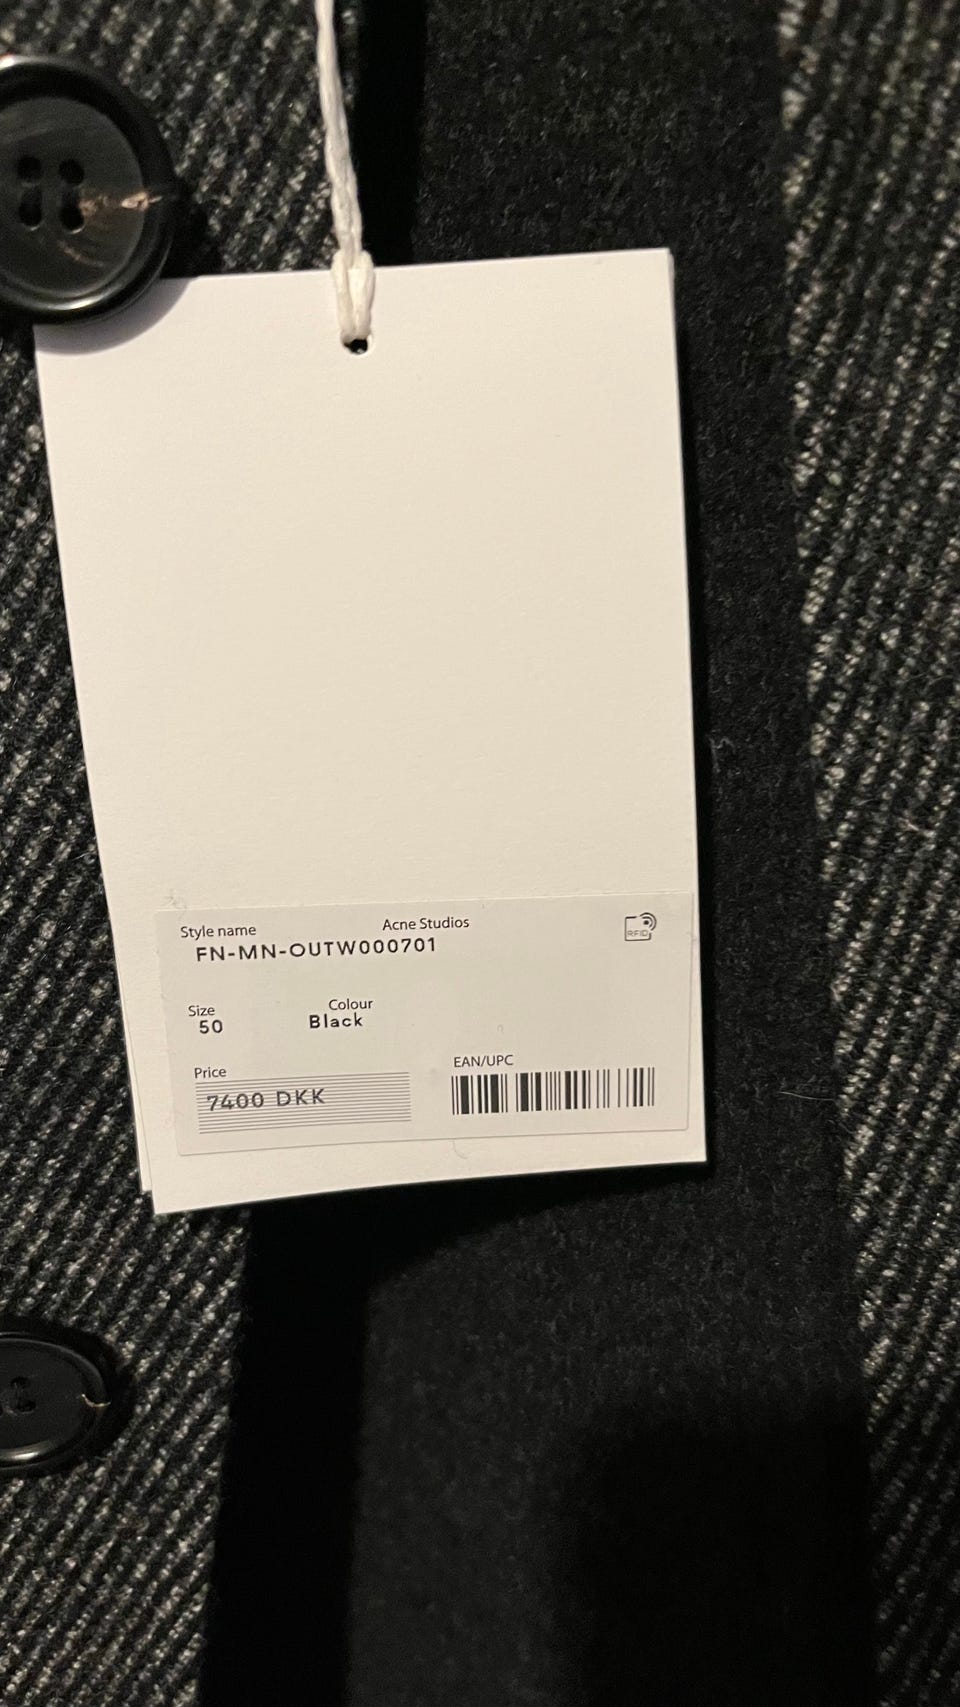 Style name Acne Studios
FN-MN-OUTW000701
RFID
Size Colour
50 Black
Price EAN/UPC
7400 DKK